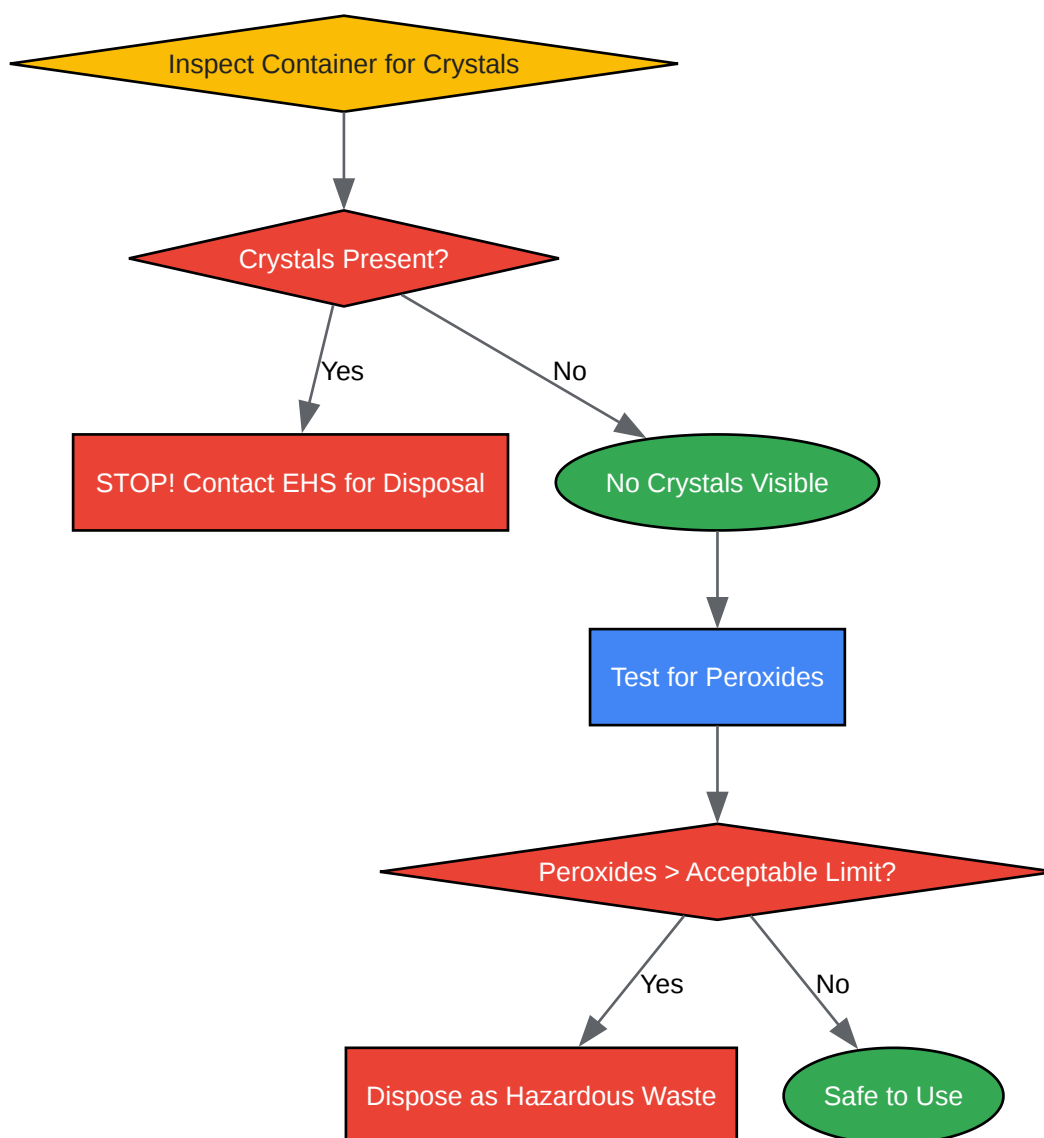 Inspect Container for Crystals
Crystals Present?
Yes
No
STOP! Contact EHS for Disposal
No Crystals Visible
Test for Peroxides
Peroxides > Acceptable Limit?
Yes
No
Dispose as Hazardous Waste
Safe to Use